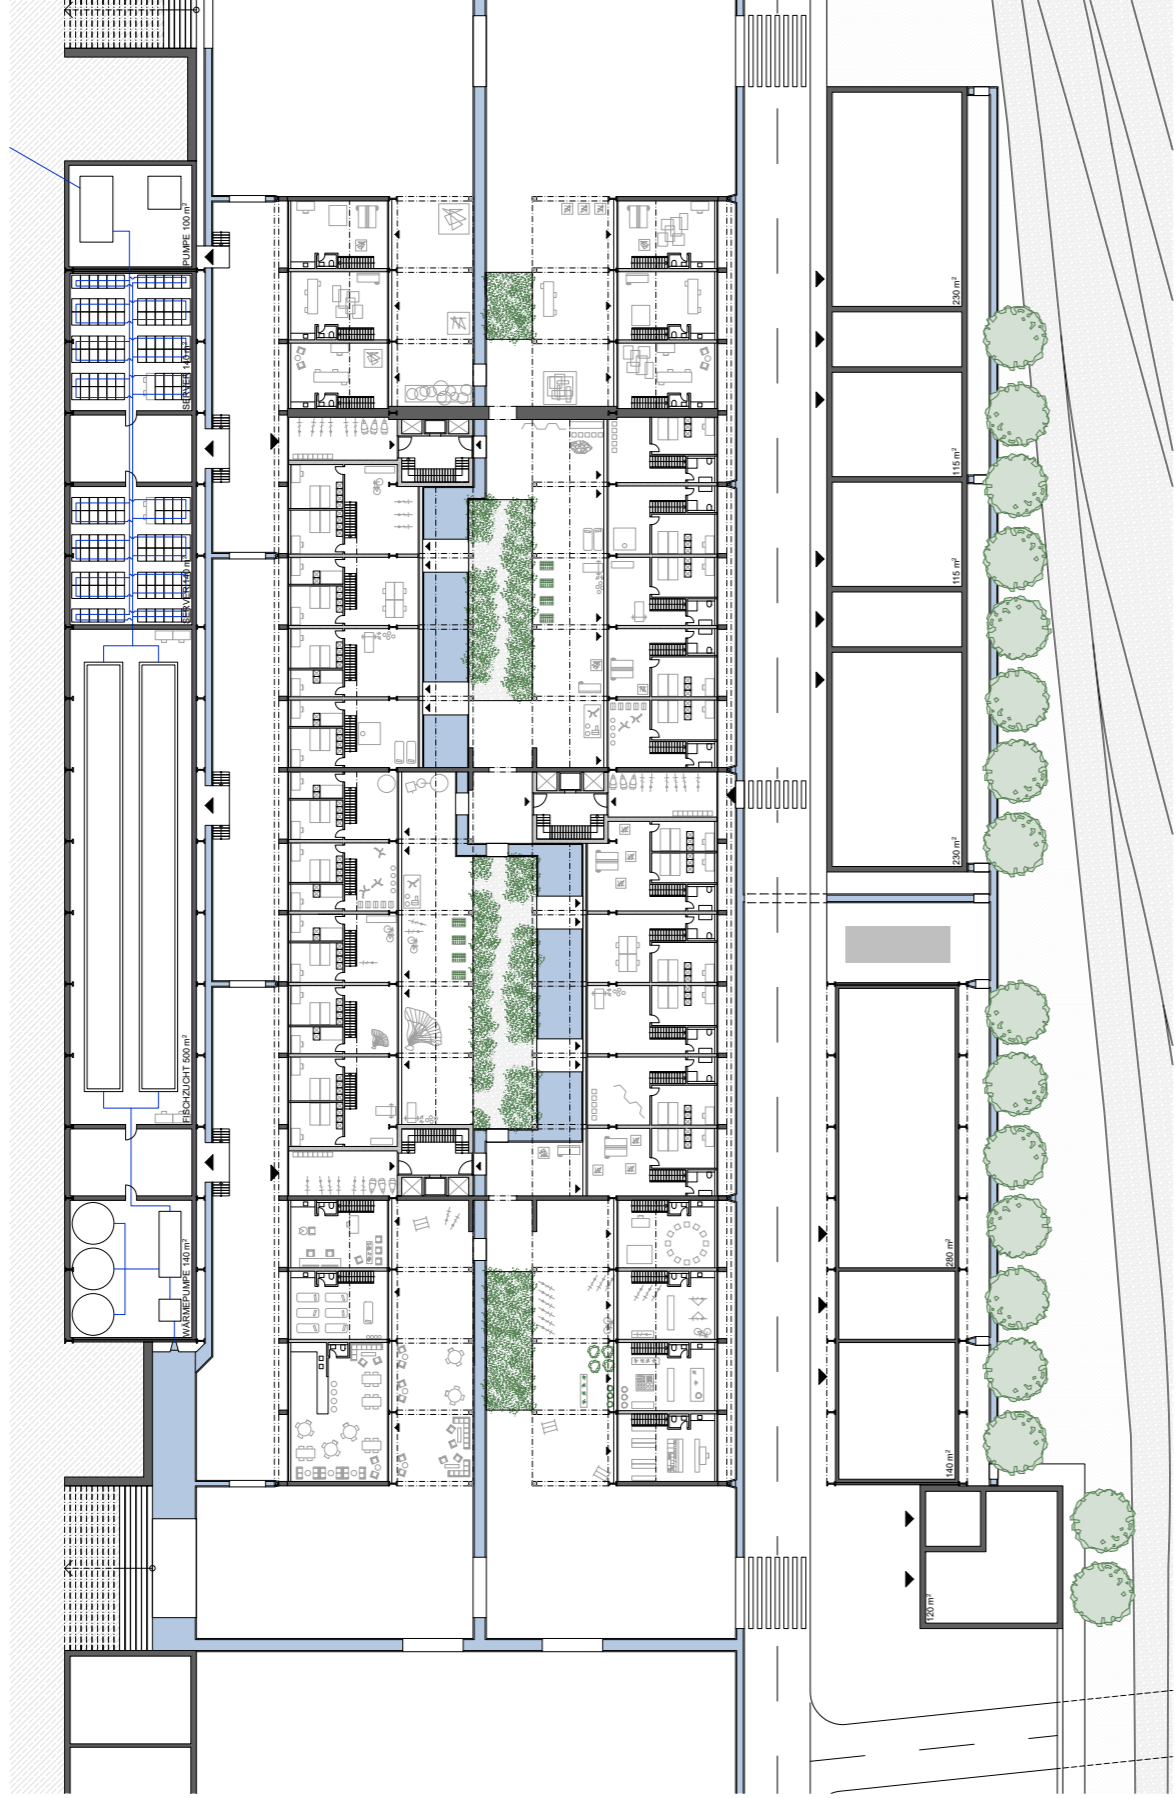 PUMPE 100 m²
SERVER 140 m²
SERVER 140 m²
FISCHZUCHT 500 m²
WÄRMEPUMPE 140 m²
230 m²
115 m²
115 m²
230 m²
280 m²
140 m²
120 m²